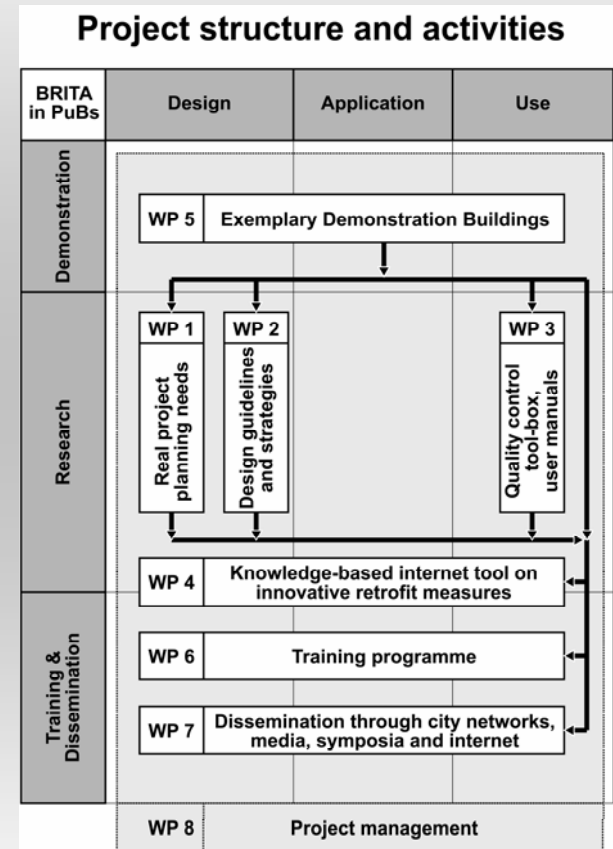 Project structure and activities
BRITA
in PuBs
Design
Application
Use
Demonstration
WP 5
Exemplary Demonstration Buildings
Research
WP 1
Real project
planning needs
WP 2
Design guidelines
and strategies
WP 3
Quality control
tool-box,
user manuals
WP 4
Knowledge-based internet tool on
innovative retrofit measures
Training &
Dissemination
WP 6
Training programme
WP 7
Dissemination through city networks,
media, symposia and internet
WP 8
Project management